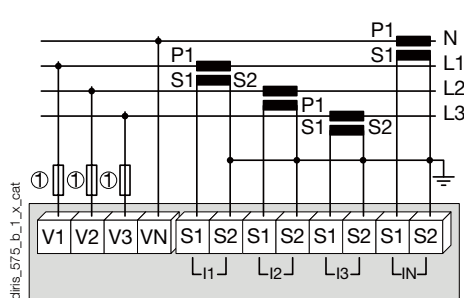 P1 N
P1 S1 L1
S1 S2 L2
P1 L3
S1 S2
1 1 1
V1 V2 V3 VN S1 S2 S1 S2 S1 S2 S1 S2
I1 I2 I3 IN
diris_575_b_1_x_cat